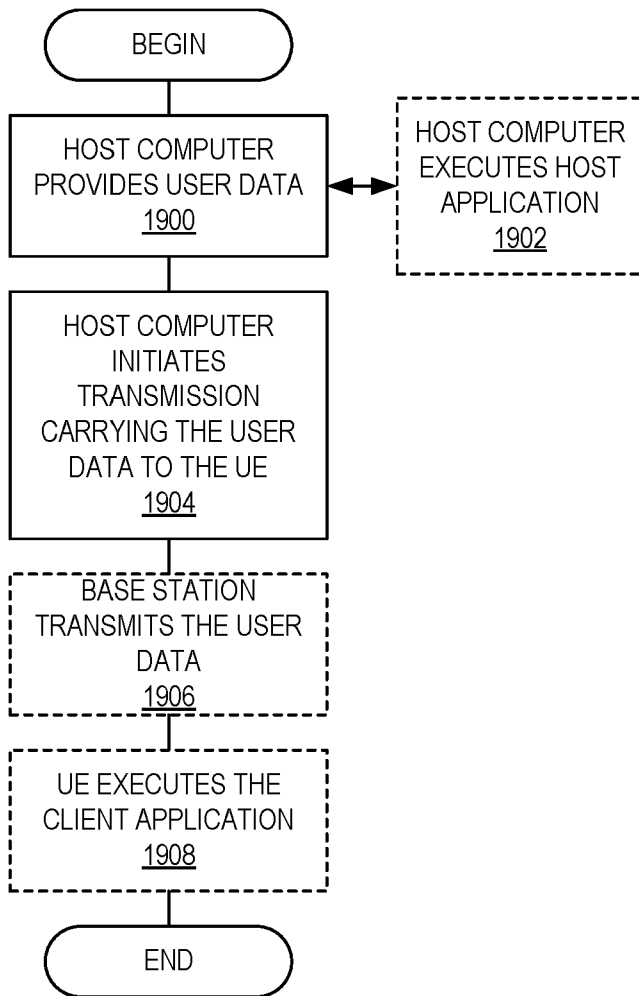 BEGIN
HOST COMPUTER
PROVIDES USER DATA
1900
HOST COMPUTER
EXECUTES HOST
APPLICATION
1902
HOST COMPUTER
INITIATES
TRANSMISSION
CARRYING THE USER
DATA TO THE UE
1904
BASE STATION
TRANSMITS THE USER
DATA
1906
UE EXECUTES THE
CLIENT APPLICATION
1908
END